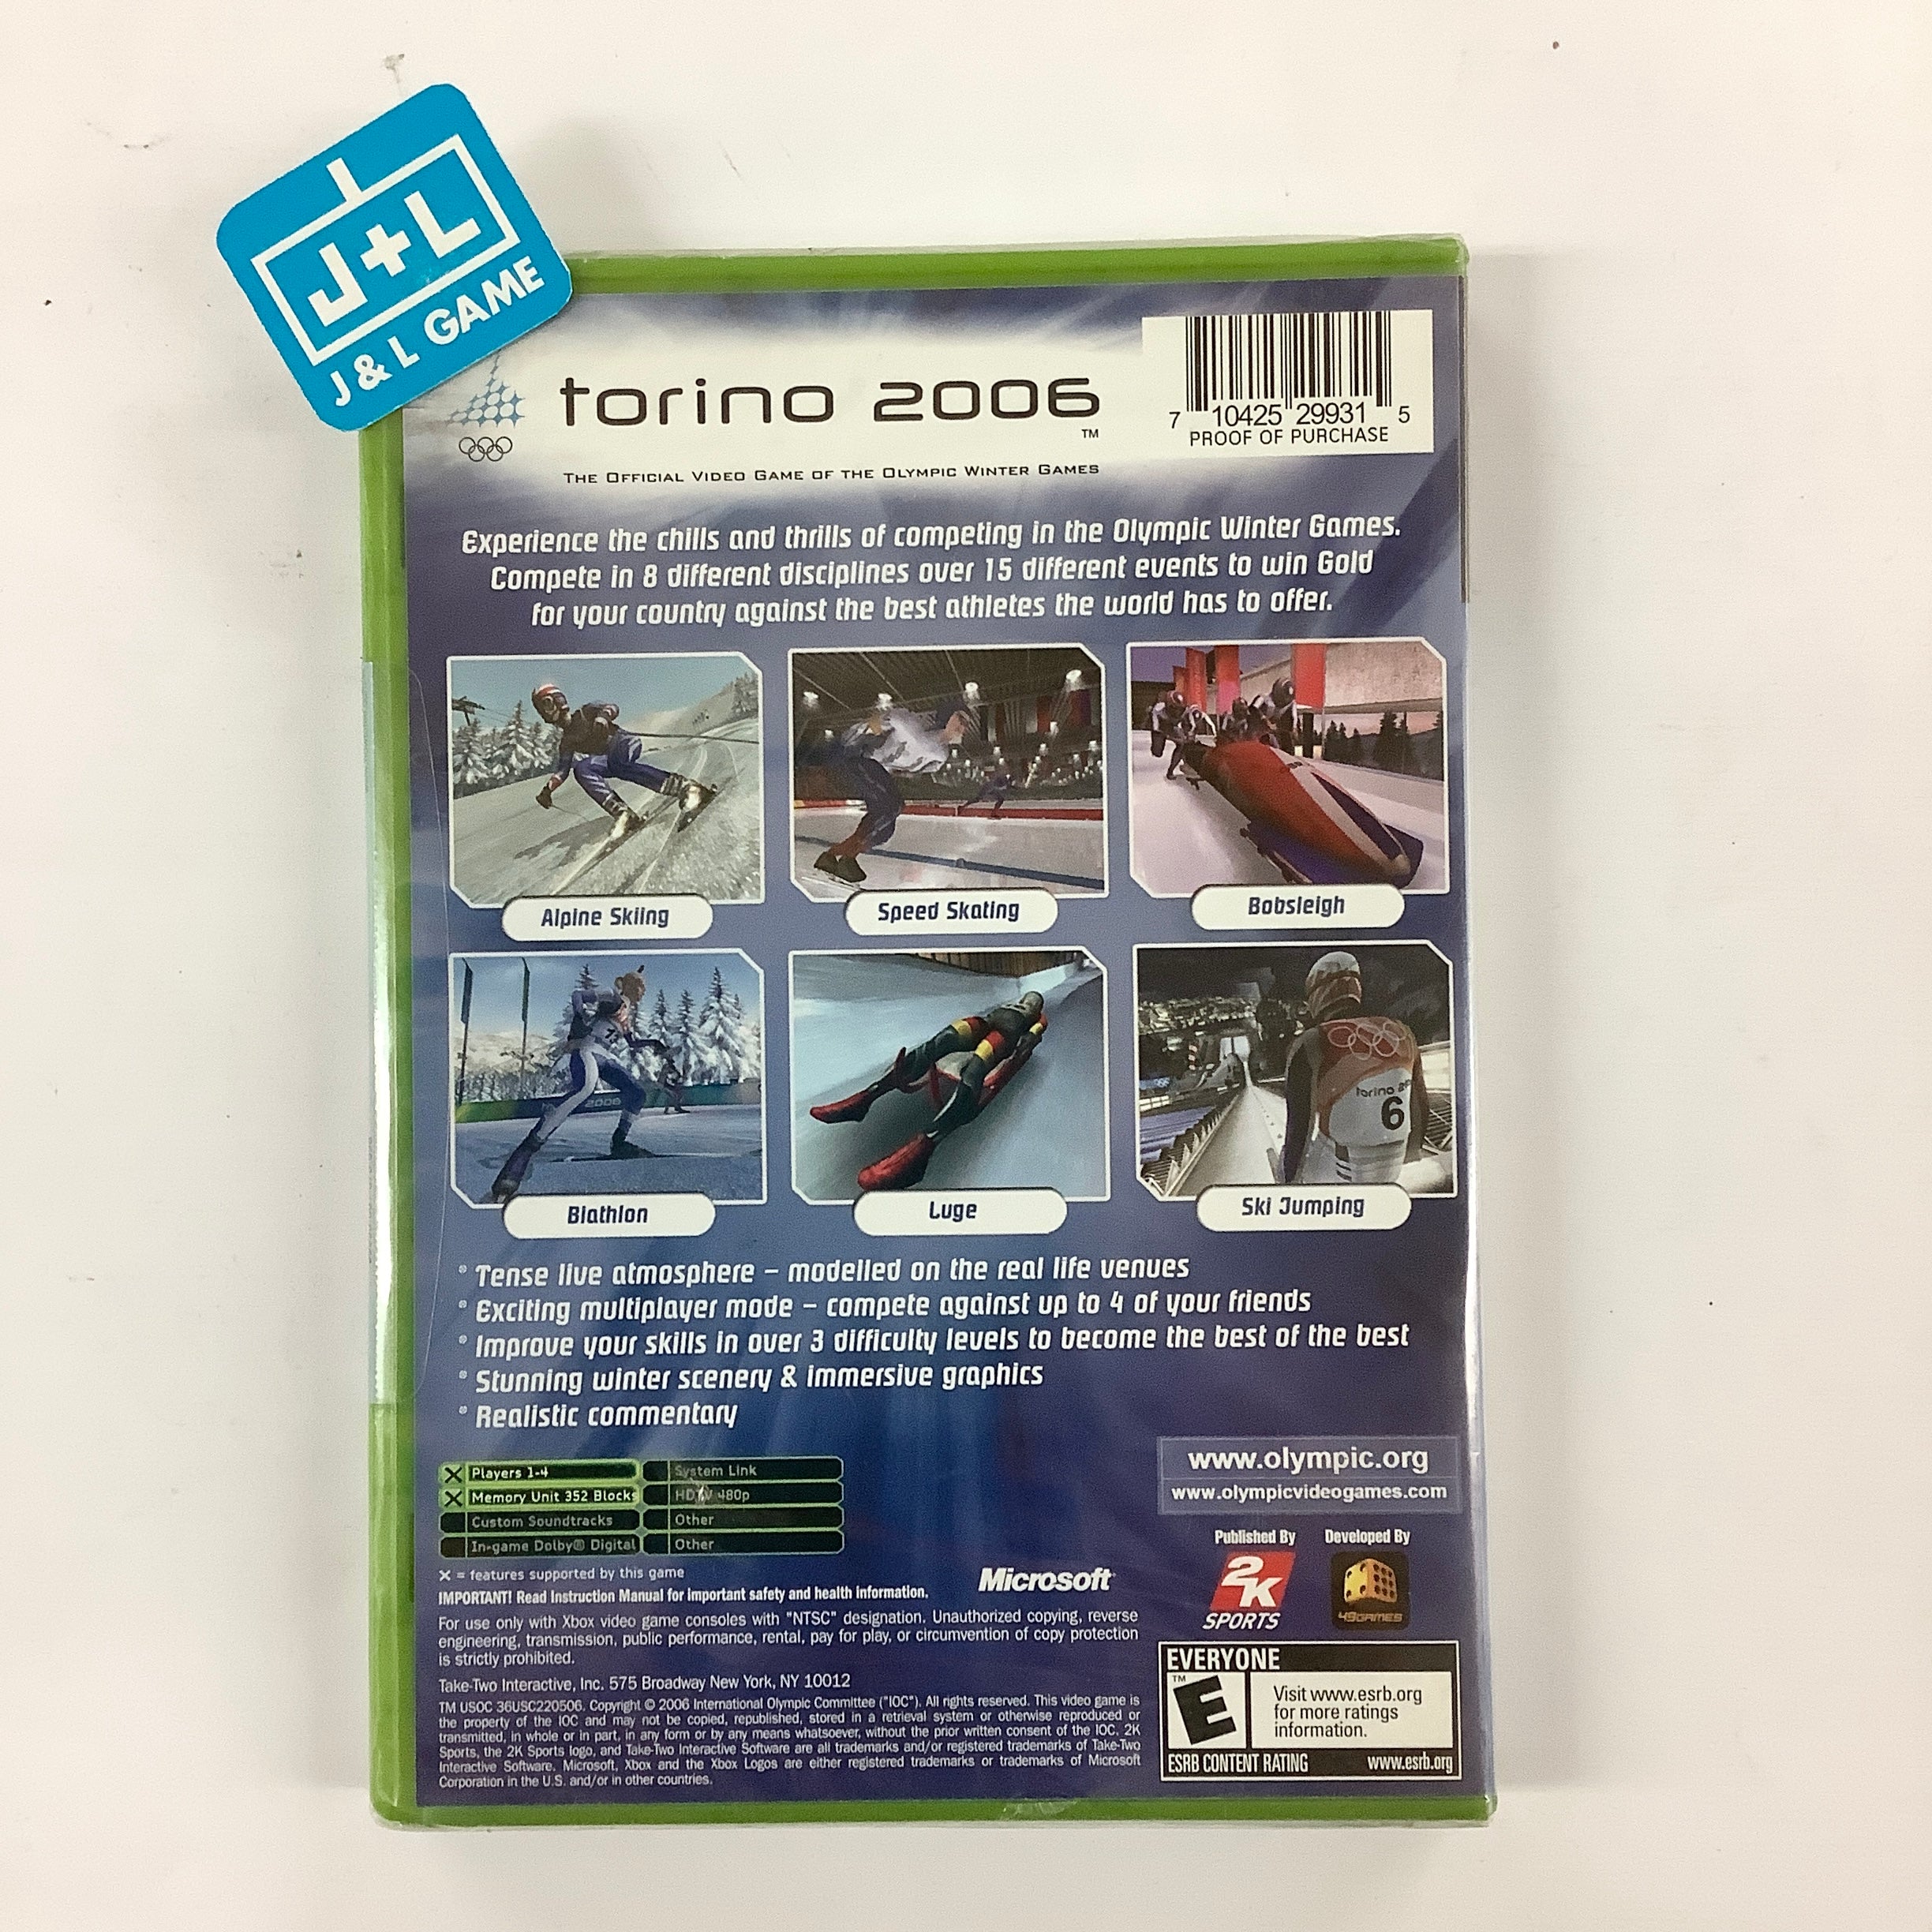 J+L
J & L GAME
torino 2006
TM
THE OFFICIAL VIDEO GAME OF THE OLYMPIC WINTER GAMES
7 10425 29931 5
PROOF OF PURCHASE
Experience the chills and thrills of competing in the Olympic Winter Games.
Compete in 8 different disciplines over 15 different events to win Gold
for your country against the best athletes the world has to offer.
Alpine Skiing
Speed Skating
Bobsleigh
2006
torino
6
Biathlon
Luge
Ski Jumping
* Tense live atmosphere – modelled on the real life venues
* Exciting multiplayer mode – compete against up to 4 of your friends
* Improve your skills in over 3 difficulty levels to become the best of the best
* Stunning winter scenery & immersive graphics
* Realistic commentary
X Players 1-4
System Link
X Memory Unit 352 Blocks
HDTV 480p
Custom Soundtracks
Other
In-game Dolby® Digital
Other
X = features supported by this game
IMPORTANT! Read Instruction Manual for important safety and health information.
Microsoft
For use only with Xbox video game consoles with "NTSC" designation. Unauthorized copying, reverse
engineering, transmission, public performance, rental, pay for play, or circumvention of copy protection
is strictly prohibited.
Take-Two Interactive, Inc. 575 Broadway New York, NY 10012
TM USOC 36USC220506. Copyright © 2006 International Olympic Committee ("IOC"). All rights reserved. This video game is
the property of the IOC and may not be copied, republished, stored in a retrieval system or otherwise reproduced or
transmitted, in whole or in part, in any form or by any means whatsoever, without the prior written consent of the IOC. 2K
Sports, the 2K Sports logo, and Take-Two Interactive Software are all trademarks and/or registered trademarks of Take-Two
Interactive Software. Microsoft, Xbox and the Xbox Logos are either registered trademarks or trademarks of Microsoft
Corporation in the U.S. and/or in other countries.
www.olympic.org
www.olympicvideogames.com
Published By
Developed By
2K
SPORTS
49GAMES
EVERYONE
TM
E
Visit www.esrb.org
for more ratings
information.
ESRB CONTENT RATING
www.esrb.org